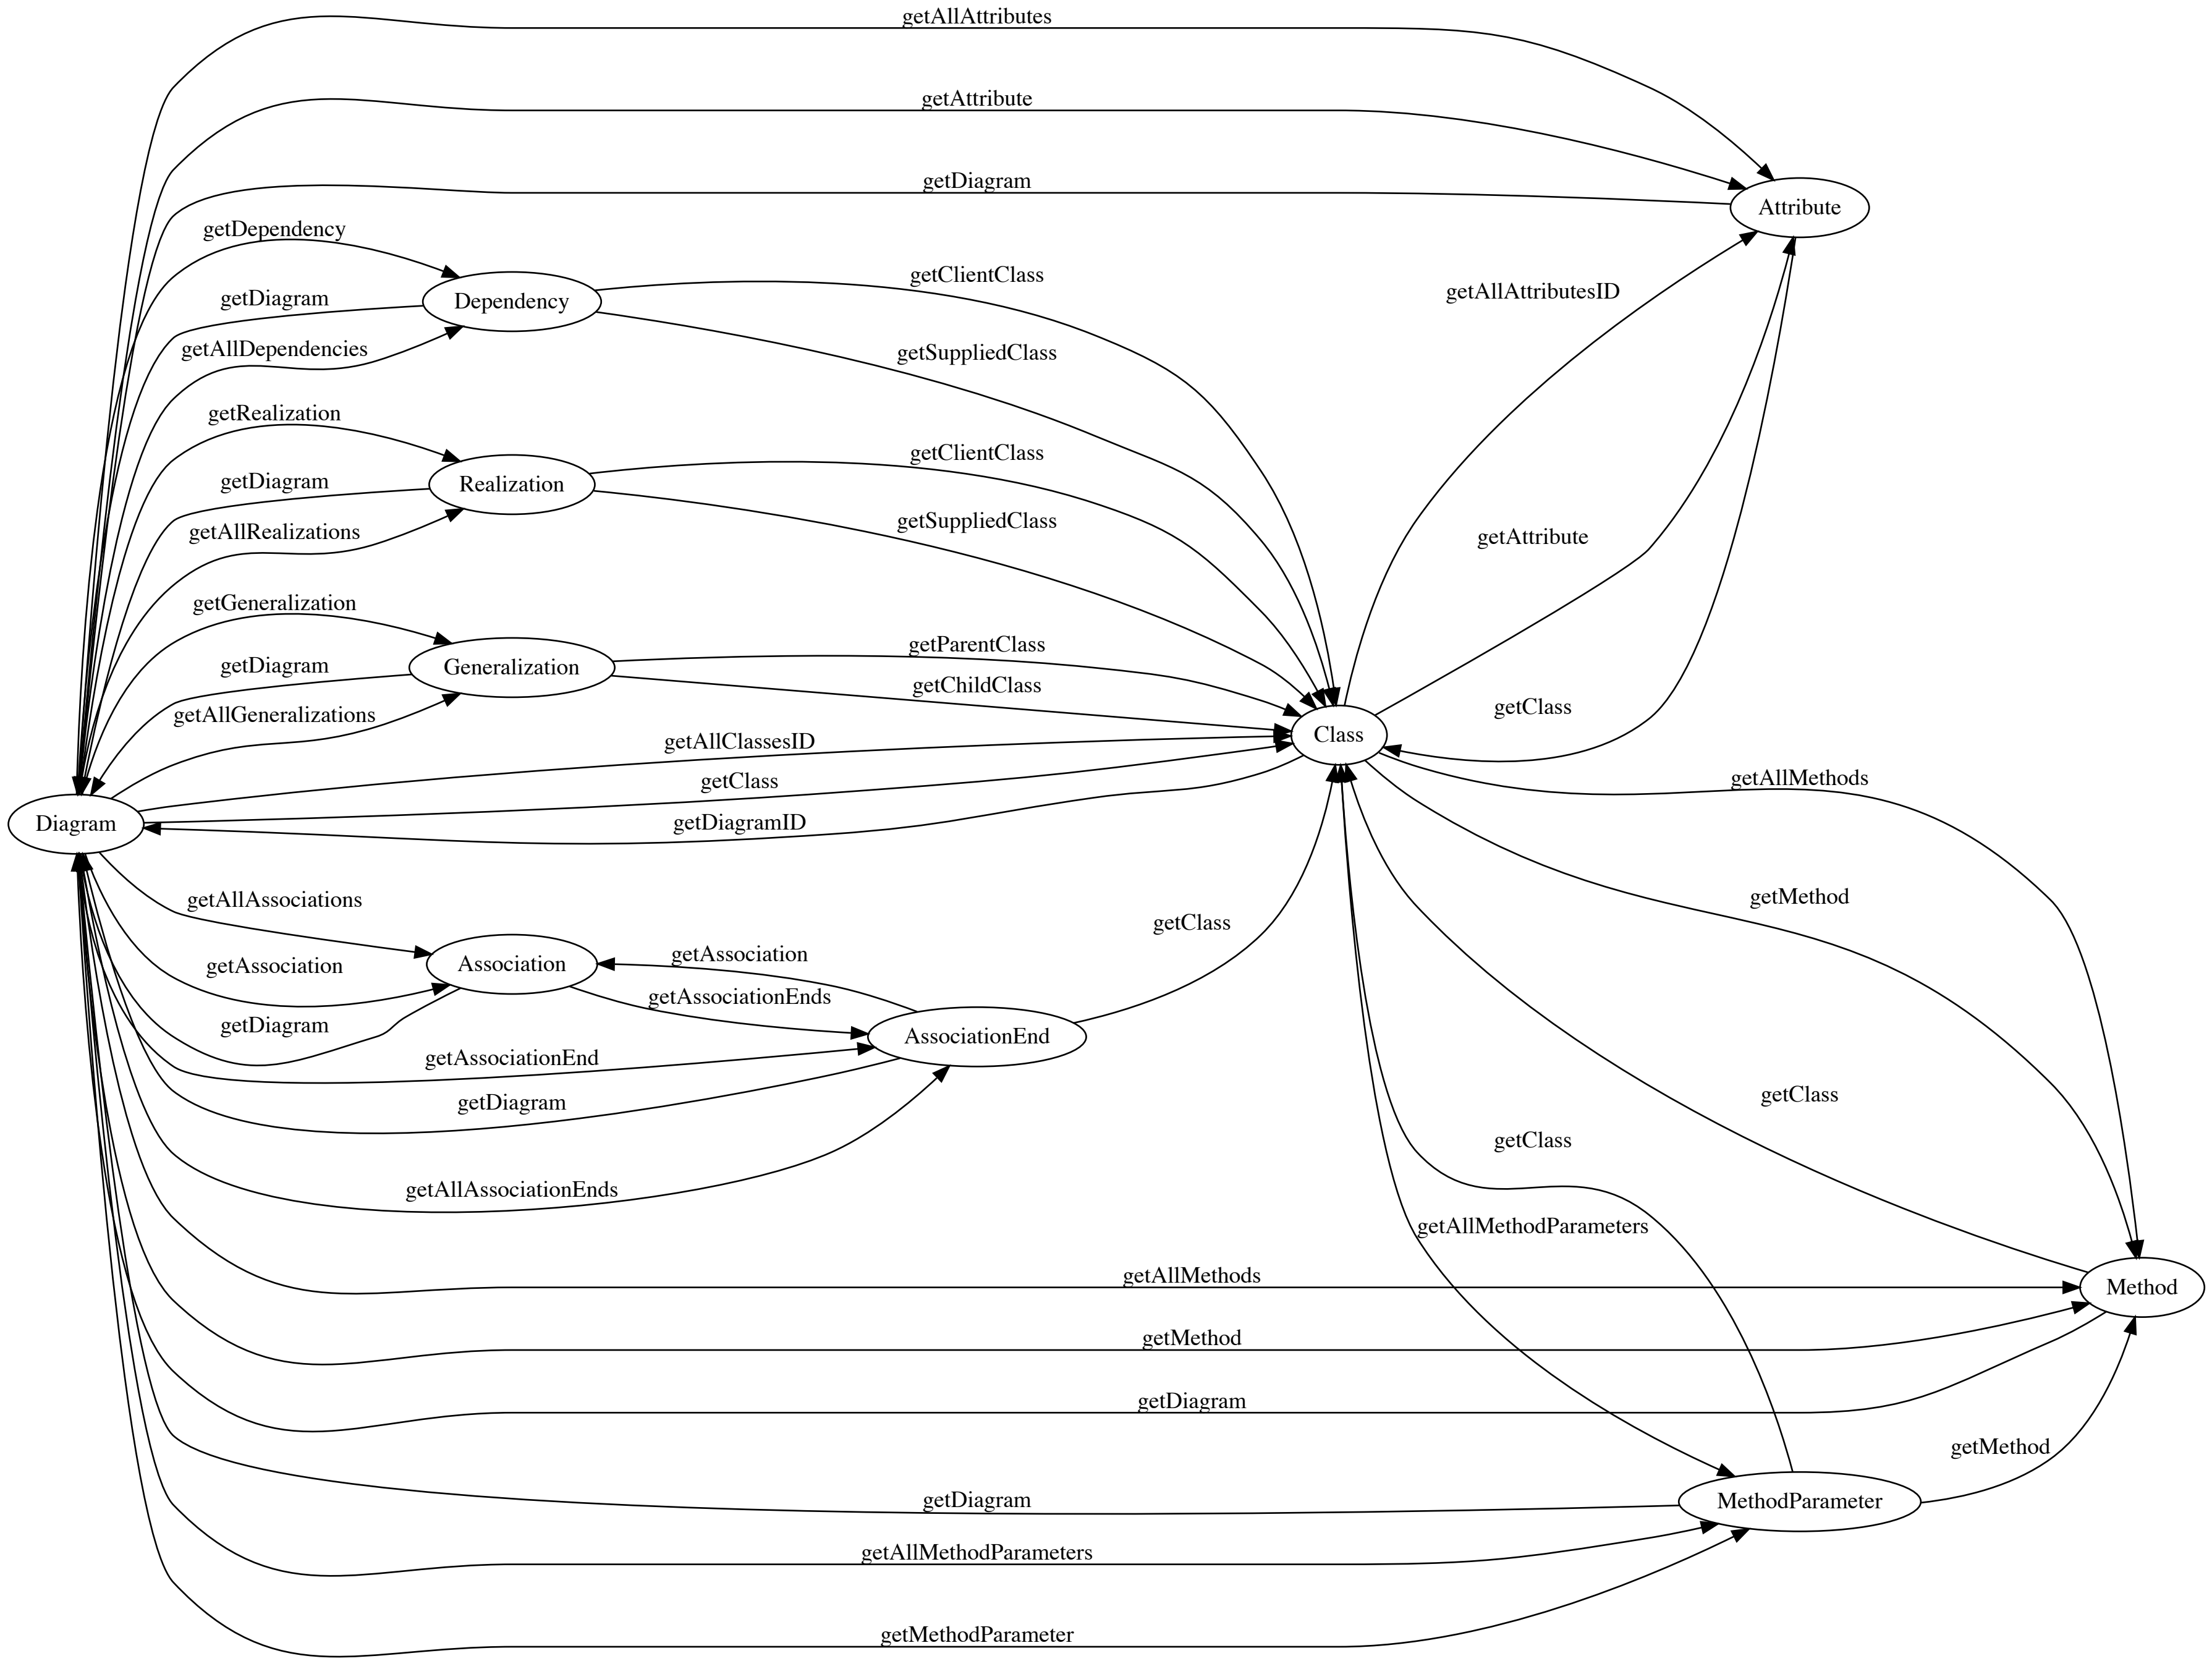 getAllAttributes
getAttribute
getDiagram
Attribute
getDependency
getClientClass
getAllAttributesID
getDiagram
Dependency
getAllDependencies
getSuppliedClass
getRealization
getClientClass
getDiagram
Realization
getSuppliedClass
getAllRealizations
getAttribute
getGeneralization
getParentClass
getDiagram
Generalization
getChildClass
getAllGeneralizations
getClass
getAllClassesID
Class
getClass
getAllMethods
Diagram
getDiagramID
getAllAssociations
getMethod
getClass
getAssociation
getAssociation
Association
getAssociationEnds
getDiagram
AssociationEnd
getAssociationEnd
getDiagram
getClass
getClass
getAllAssociationEnds
getAllMethodParameters
getAllMethods
Method
getMethod
getDiagram
getMethod
getDiagram
MethodParameter
getAllMethodParameters
getMethodParameter